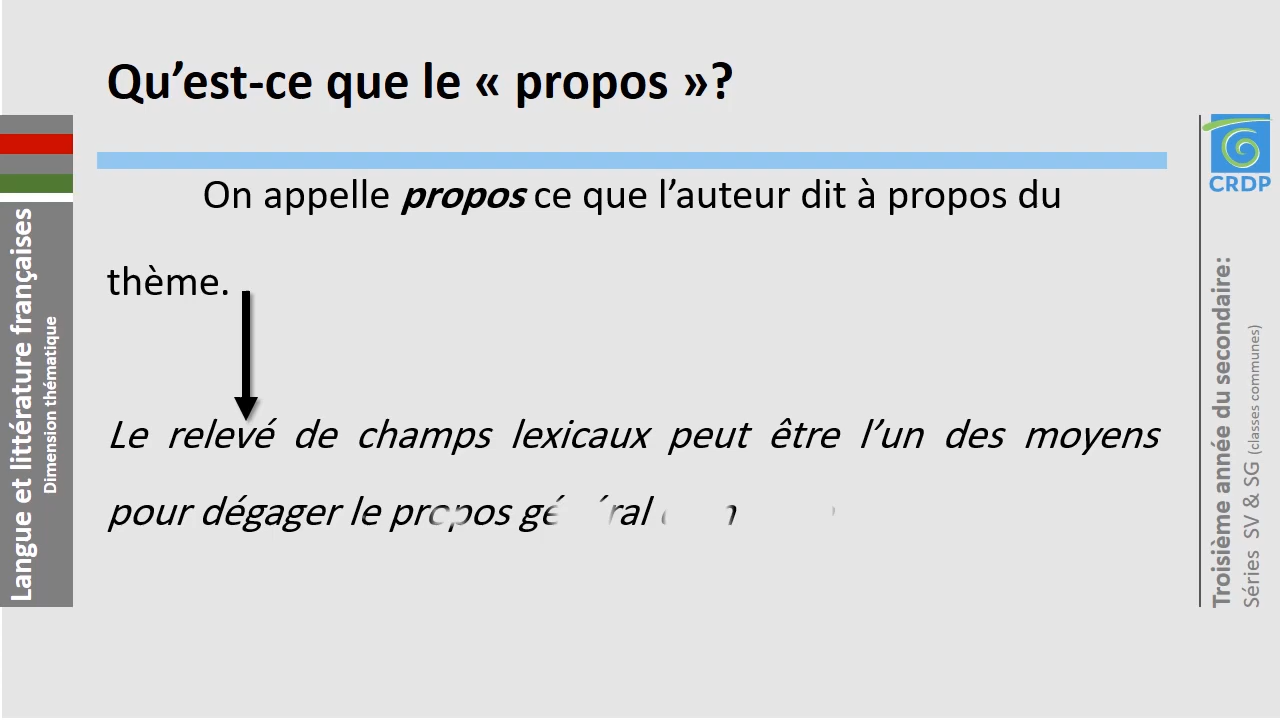 Qu’est-ce que le « propos »?
On appelle propos ce que l’auteur dit à propos du
thème.
Le relevé de champs lexicaux peut être l’un des moyens
pour dégager le propos général
Langue et littérature françaises
Dimension thématique
CRDP
Troisième année du secondaire:
Séries SV & SG (classes communes)